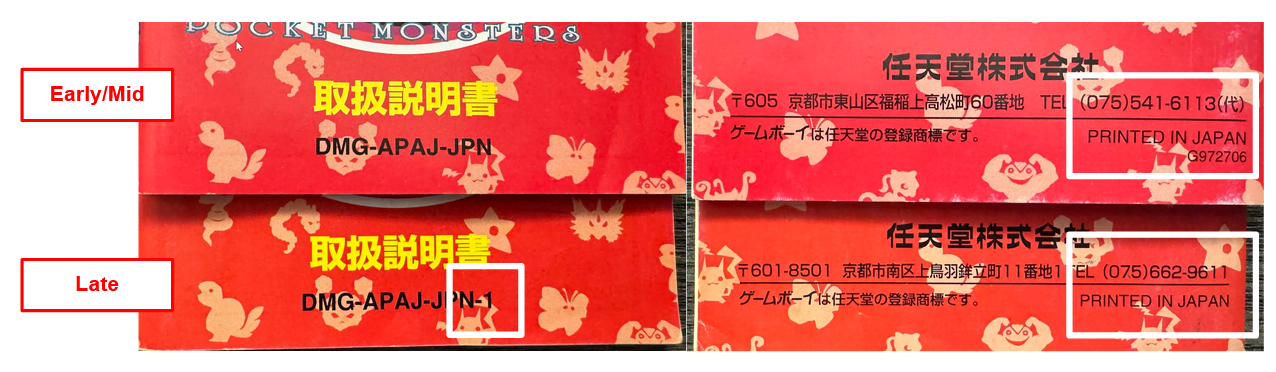 POCKET MONSTERS
Early/Mid
取扱説明書
DMG-APAJ-JPN
任天堂株式会社
〒605 京都市東山区福稲上高松町60番地 TEL (075)541-6113(代)
ゲームボーイは任天堂の登録商標です。
PRINTED IN JAPAN
G972706
Late
取扱説明書
DMG-APAJ-JPN-1
任天堂株式会社
〒601-8501 京都市南区上鳥羽鉾立町11番地1 TEL (075)662-9611
ゲームボーイは任天堂の登録商標です。
PRINTED IN JAPAN